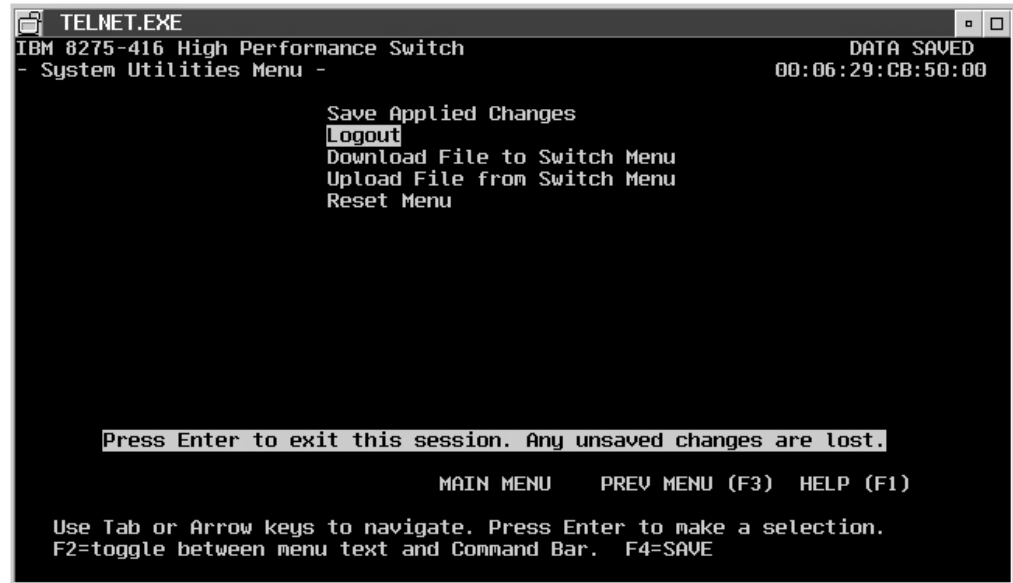 TELNET.EXE
IBM 8275-416 High Performance Switch DATA SAVED
- System Utilities Menu - 00:06:29:CB:50:00
Save Applied Changes
Logout
Download File to Switch Menu
Upload File from Switch Menu
Reset Menu
Press Enter to exit this session. Any unsaved changes are lost.
MAIN MENU PREV MENU (F3) HELP (F1)
Use Tab or Arrow keys to navigate. Press Enter to make a selection.
F2=toggle between menu text and Command Bar. F4=SAVE